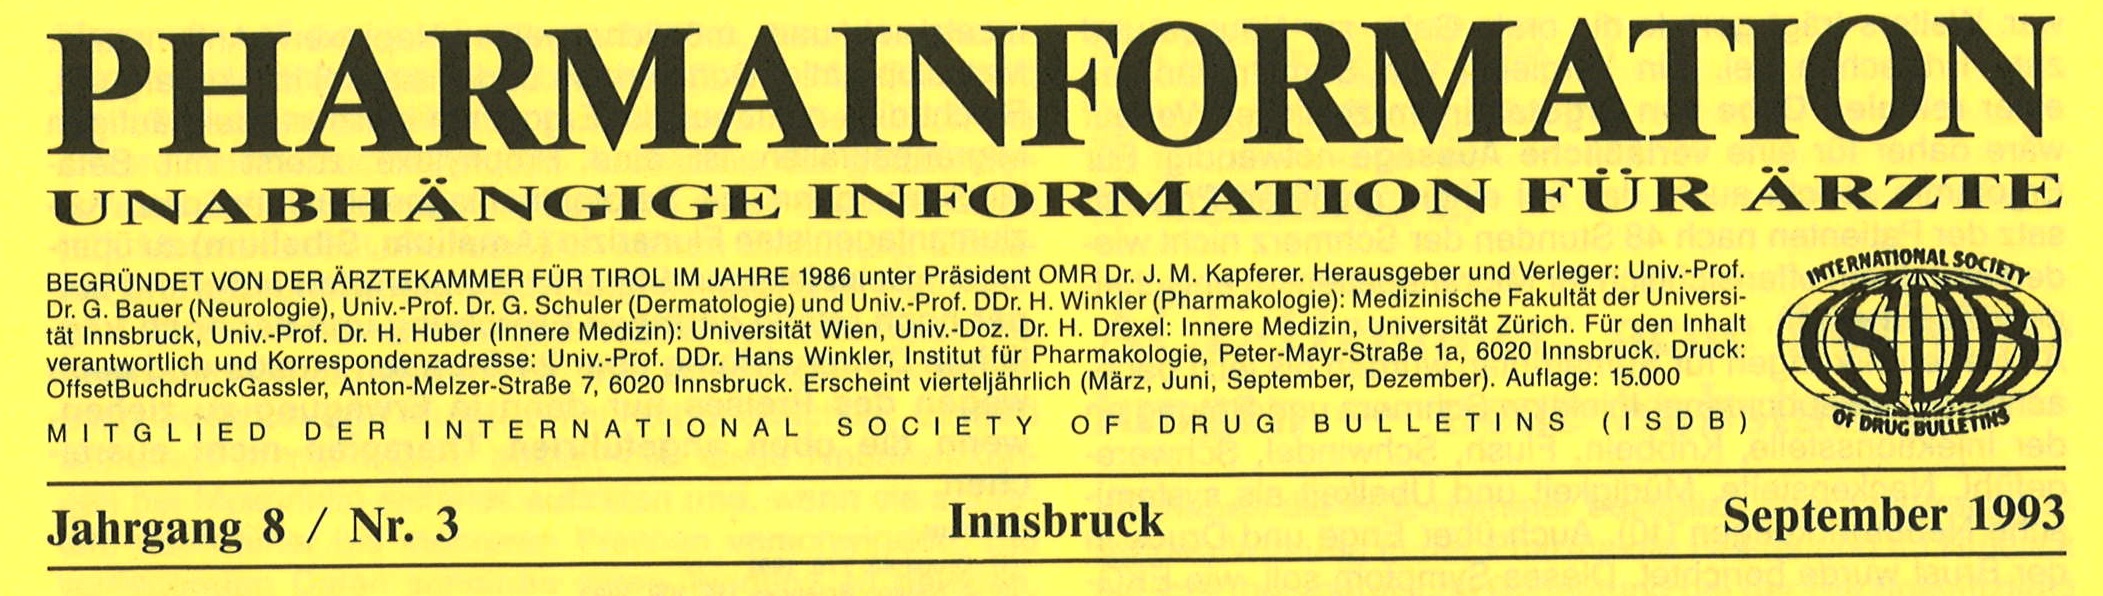 PHARMAINFORMATION
UNABHÄNGIGE INFORMATION FÜR ÄRZTE
BEGRÜNDET VON DER ÄRZTEKAMMER FÜR TIROL IM JAHRE 1986 unter Präsident OMR Dr. J. M. Kapferer. Herausgeber und Verleger: Univ.-Prof.
Dr. G. Bauer (Neurologie), Univ.-Prof. Dr. G. Schuler (Dermatologie) und Univ.-Prof. DDr. H. Winkler (Pharmakologie): Medizinische Fakultät der Universi-
tät Innsbruck, Univ.-Prof. Dr. H. Huber (Innere Medizin): Universität Wien, Univ.-Doz. Dr. H. Drexel: Innere Medizin, Universität Zürich. Für den Inhalt
verantwortlich und Korrespondenzadresse: Univ.-Prof. DDr. Hans Winkler, Institut für Pharmakologie, Peter-Mayr-Straße 1a, 6020 Innsbruck. Druck:
OffsetBuchdruckGassler, Anton-Melzer-Straße 7, 6020 Innsbruck. Erscheint vierteljährlich (März, Juni, September, Dezember). Auflage: 15.000
MITGLIED DER INTERNATIONAL SOCIETY OF DRUG BULLETINS (ISDB)
INTERNATIONAL SOCIETY
ISDB
OF DRUG BULLETINS
Jahrgang 8 / Nr. 3 Innsbruck September 1993